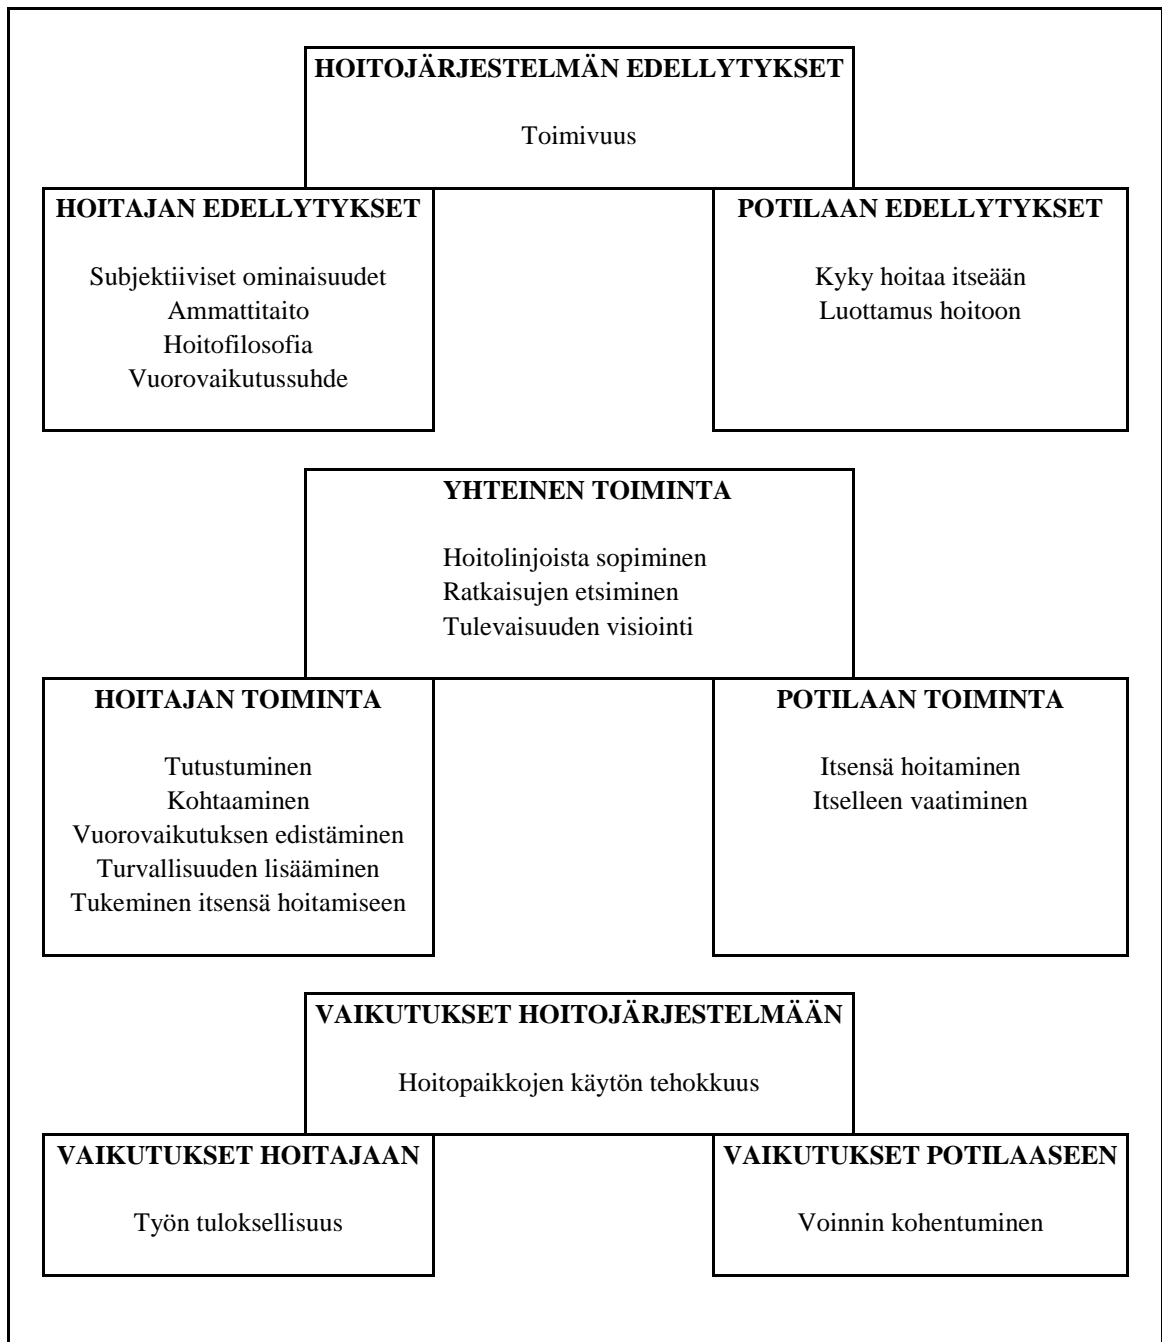 HOITOJÄRJESTELMÄN EDELLYTYKSET
Toimivuus
HOITAJAN EDELLYTYKSET
Subjektiiviset ominaisuudet
Ammattitaito
Hoitofilosofia
Vuorovaikutussuhde
POTILAAN EDELLYTYKSET
Kyky hoitaa itseään
Luottamus hoitoon
YHTEINEN TOIMINTA
Hoitolinjoista sopiminen
Ratkaisujen etsiminen
Tulevaisuuden visiointi
HOITAJAN TOIMINTA
Tutustuminen
Kohtaaminen
Vuorovaikutuksen edistäminen
Turvallisuuden lisääminen
Tukeminen itsensä hoitamiseen
POTILAAN TOIMINTA
Itsensä hoitaminen
Itselleen vaatiminen
VAIKUTUKSET HOITOJÄRJESTELMÄÄN
Hoitopaikkojen käytön tehokkuus
VAIKUTUKSET HOITAJAAN
Työn tuloksellisuus
VAIKUTUKSET POTILAASEEN
Voinnin kohentuminen